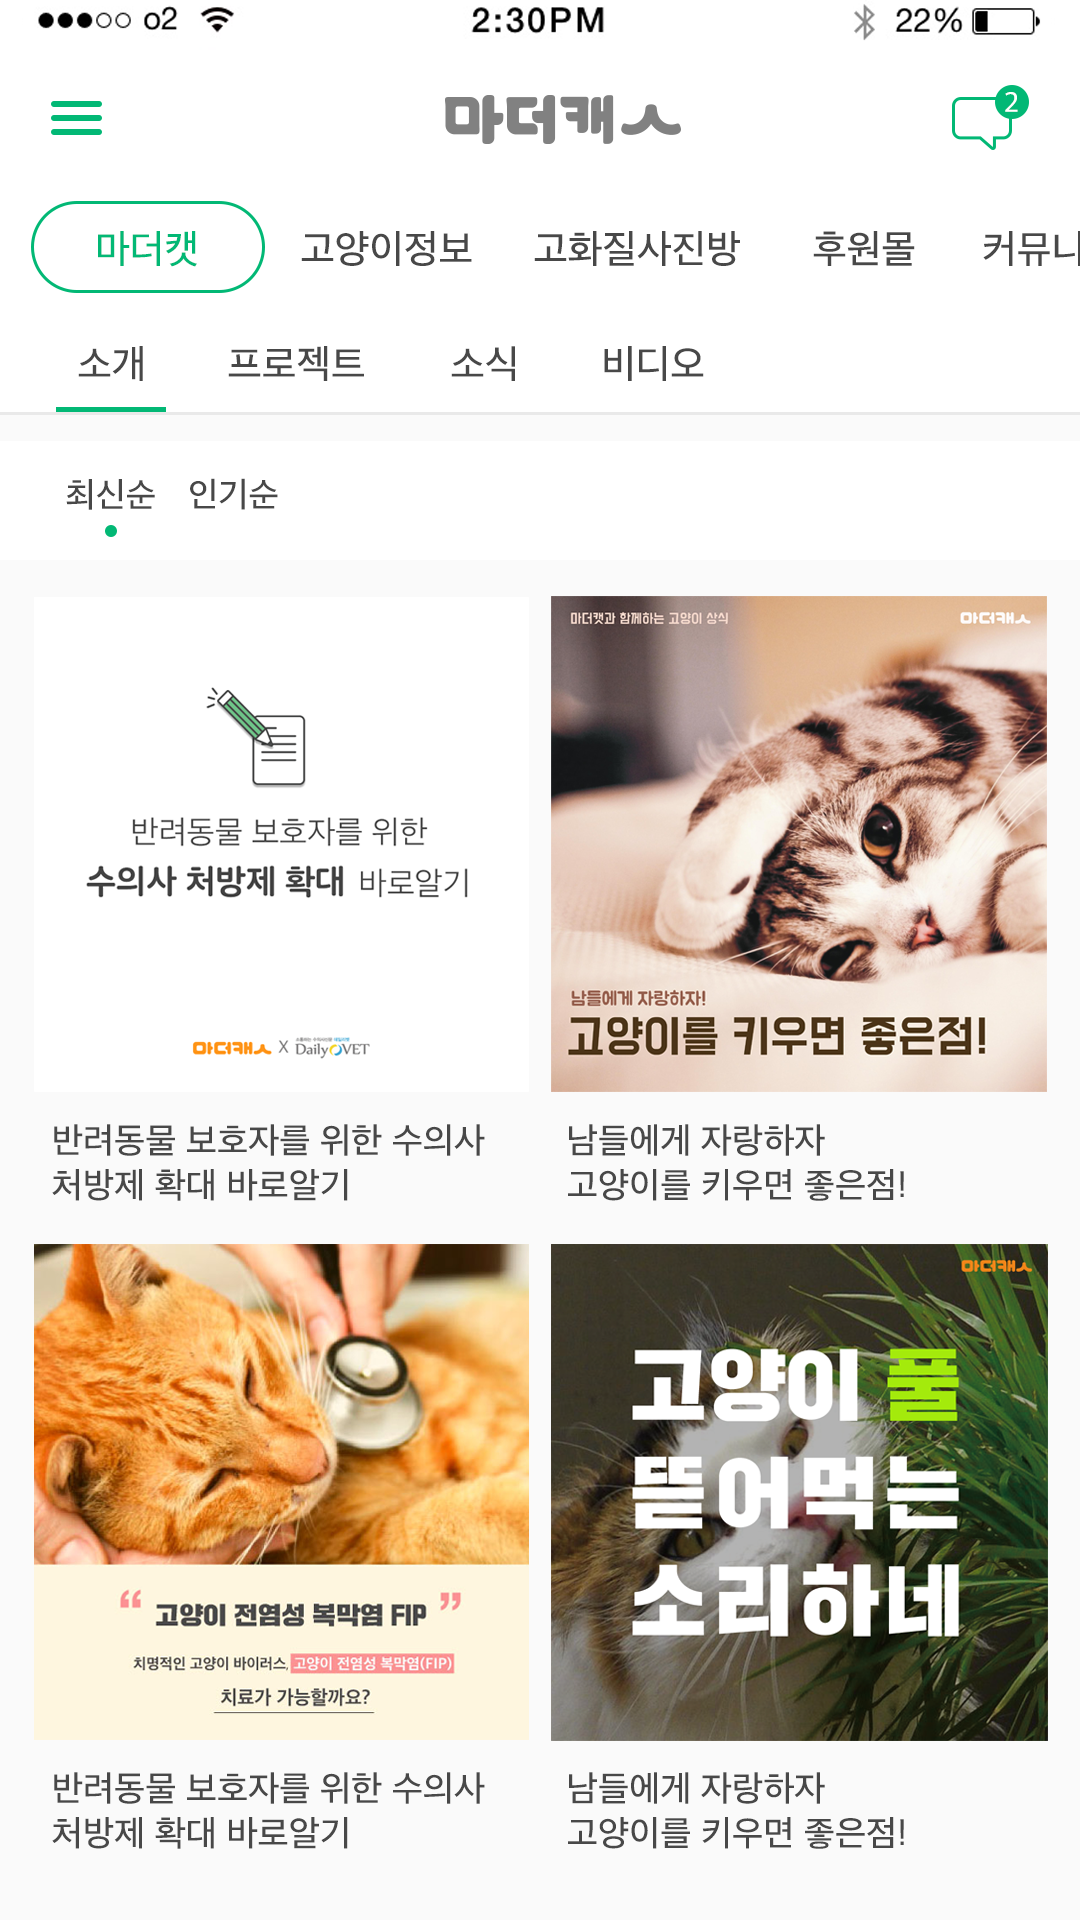 o2 2:30PM 22%
마더캐ㅅ 2
마더캣 고양이정보 고화질사진방 후원몰 커뮤니
소개 프로젝트 소식 비디오
최신순 인기순
반려동물 보호자를 위한
수의사 처방제 확대 바로알기
마더캐ㅅ X DailyVET
마더캣과 함께하는 고양이 상식 마더캐ㅅ
남들에게 자랑하자!
고양이를 키우면 좋은점!
반려동물 보호자를 위한 수의사
처방제 확대 바로알기
남들에게 자랑하자
고양이를 키우면 좋은점!
“ 고양이 전염성 복막염 FIP ”
치명적인 고양이 바이러스, 고양이 전염성 복막염(FIP)
치료가 가능할까요?
마더캐ㅅ
고양이 풀
뜯어먹는
소리하네
반려동물 보호자를 위한 수의사
처방제 확대 바로알기
남들에게 자랑하자
고양이를 키우면 좋은점!